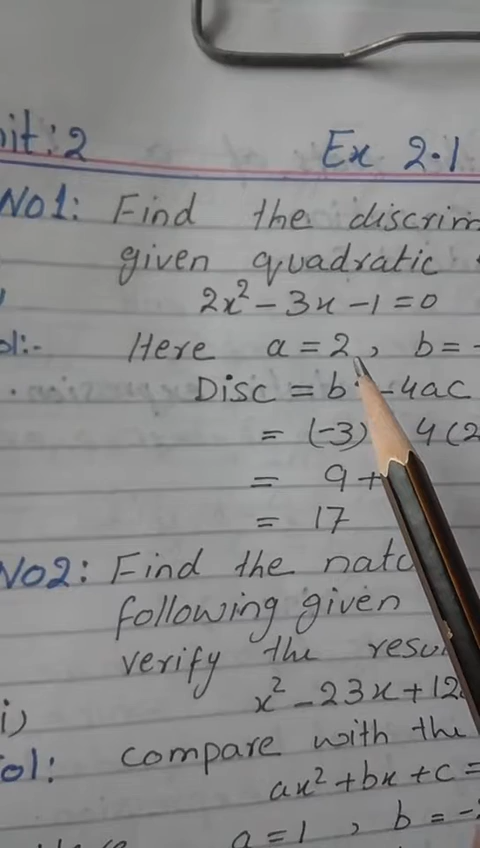 it:2 Ex 2.1
No1: Find the discrim
given quadratic
2x² - 3x - 1 = 0
ol:- Here a = 2, b = -
Disc = b - 4ac
= (-3) 4(2
= 9 +
= 17
No2: Find the natu
following given
verify the resu
i) x² - 23x + 12
ol: compare with the
ax² + bx + c =
a = 1, b = -